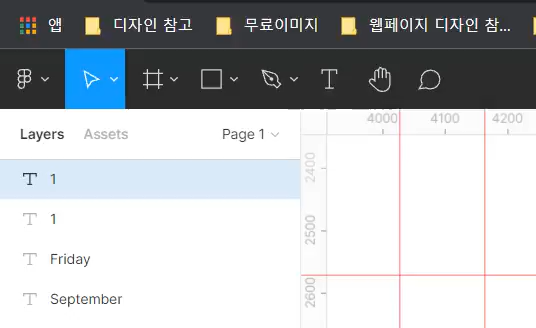 앱 디자인 참고 무료이미지 웹페이지 디자인 참...
T
Layers Assets Page 1
4000 4100 4200
2400
2500
2600
T 1
T 1
T Friday
T September